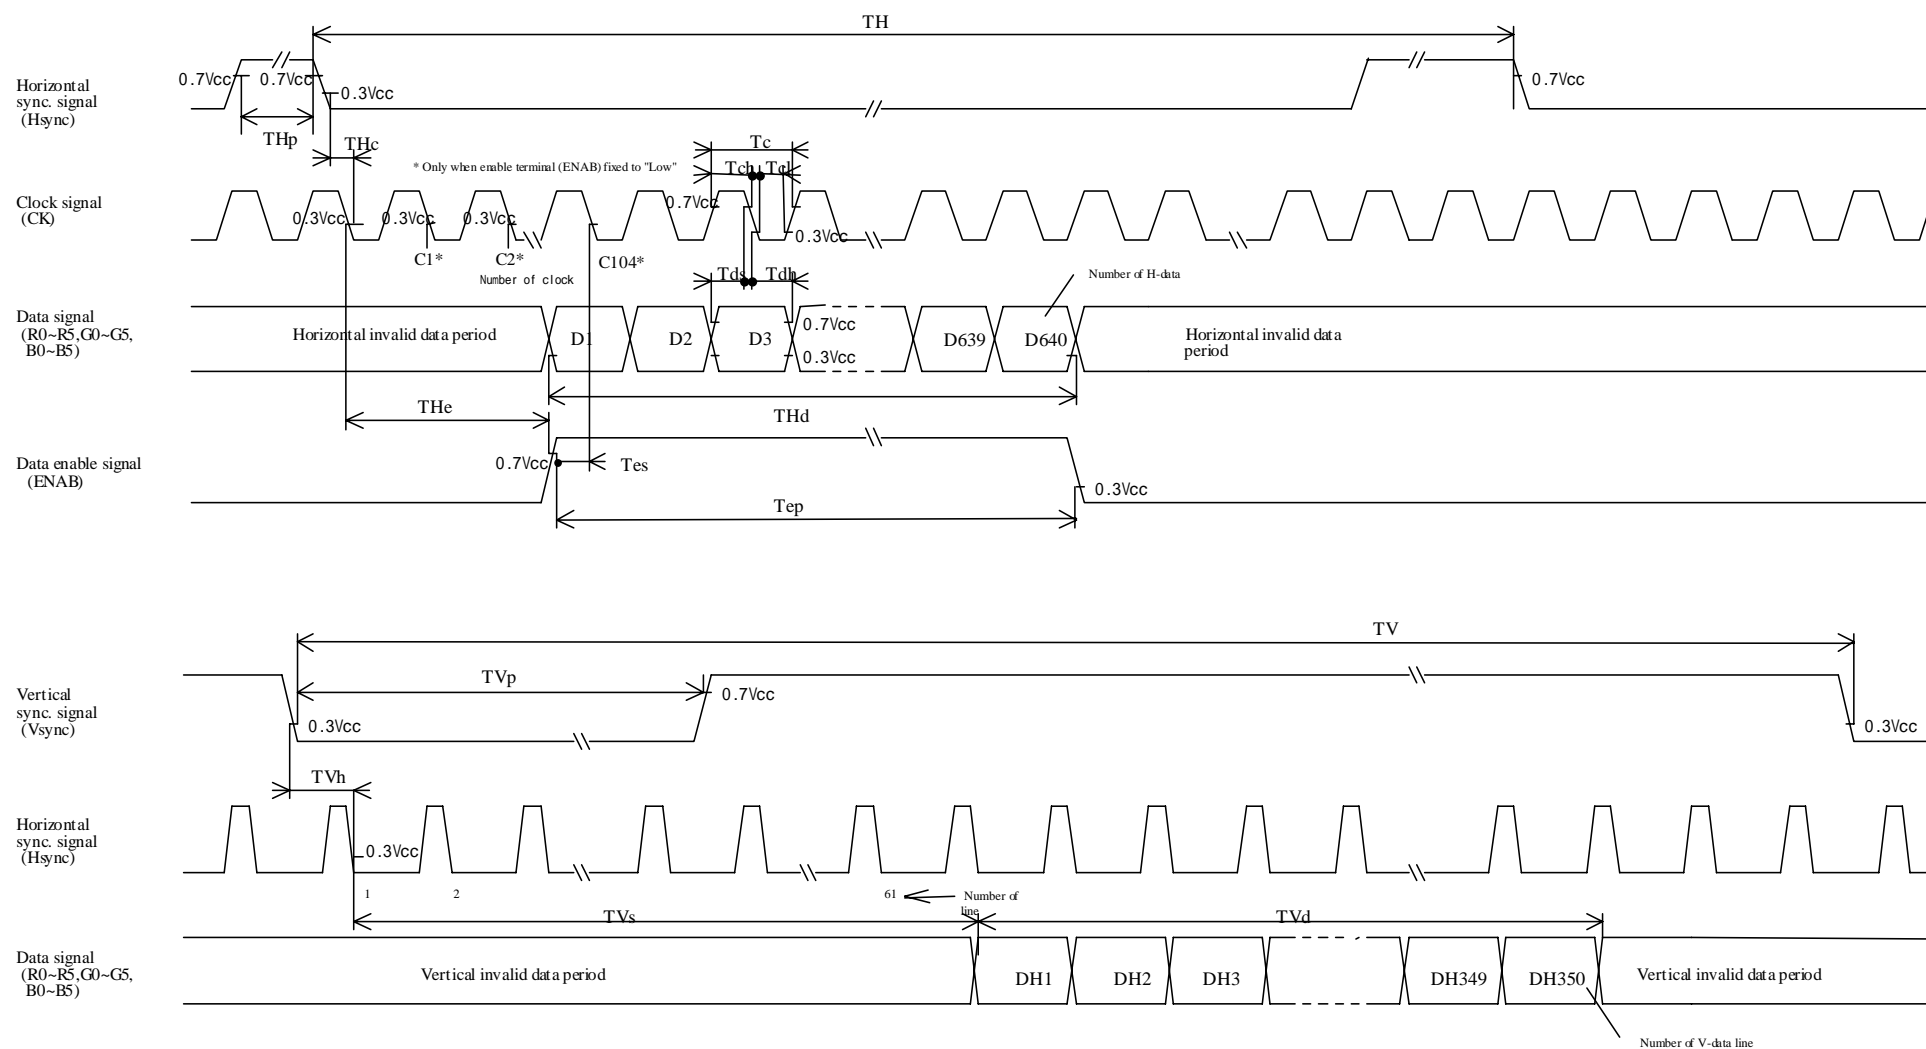 TH
0.7Vcc
0.7Vcc
0.7Vcc
Horizontal
sync. signal
(Hsync)
0.3Vcc
THp
THc
Tc
* Only when enable terminal (ENAB) fixed to "Low"
Tch
Tcl
Clock signal
(CK)
0.7Vcc
0.3Vcc
0.3Vcc
0.3Vcc
0.3Vcc
C1*
C2*
C104*
Number of clock
Tds
Tdh
Number of H-data
Data signal
(R0~R5,G0~G5,
B0~B5)
Horizontal invalid data period
D1
D2
D3
0.7Vcc
0.3Vcc
D639
D640
Horizontal invalid data
period
THe
THd
Data enable signal
(ENAB)
0.7Vcc
Tes
0.3Vcc
Tep
TV
TVp
Vertical
sync. signal
(Vsync)
0.7Vcc
0.3Vcc
0.3Vcc
TVh
Horizontal
sync. signal
(Hsync)
0.3Vcc
1
2
61
Number of
line
TVs
TVd
Data signal
(R0~R5,G0~G5,
B0~B5)
Vertical invalid data period
DH1
DH2
DH3
DH349
DH350
Vertical invalid data period
Number of V-data line